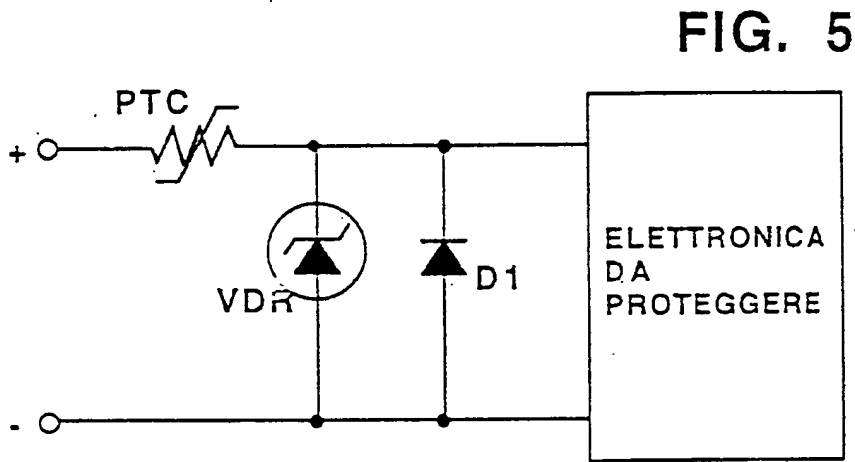 FIG. 5
PTC
+
ELETTRONICA
DA
PROTEGGERE
VDR
D1
-